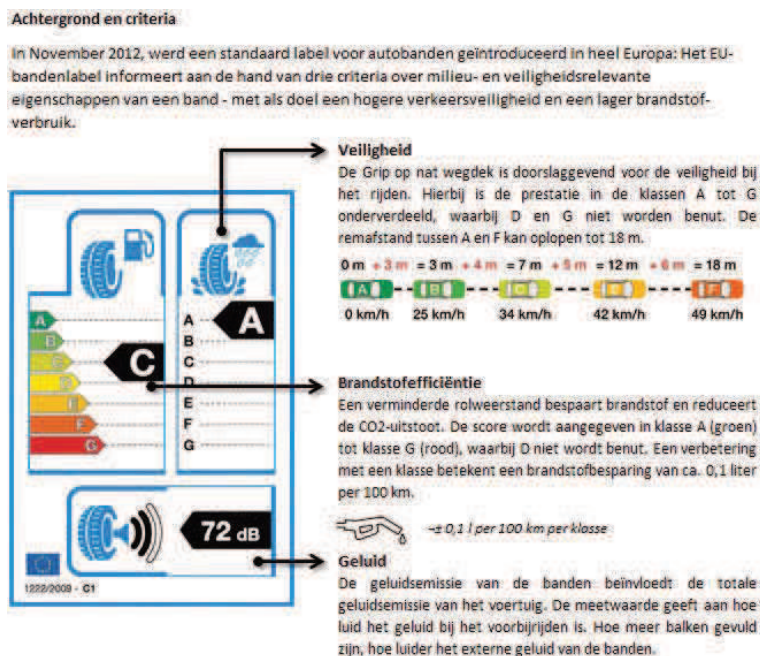 Achtergrond en criteria
In November 2012, werd een standaard label voor autobanden geïntroduceerd in heel Europa: Het EU-
bandenlabel informeert aan de hand van drie criteria over milieu- en veiligheidsrelevante
eigenschappen van een band - met als doel een hogere verkeersveiligheid en een lager brandstof-
verbruik.
Veiligheid
De Grip op nat wegdek is doorslaggevend voor de veiligheid bij
het rijden. Hierbij is de prestatie in de klassen A tot G
onderverdeeld, waarbij D en G niet worden benut. De
remafstand tussen A en F kan oplopen tot 18 m.
0 m + 3 m = 3 m + 4 m = 7 m + 5 m = 12 m + 6 m = 18 m
A B C E F
0 km/h 25 km/h 34 km/h 42 km/h 49 km/h
A
B
C
D
E
F
G
C
A
B
C
D
E
F
G
A
Brandstofefficiëntie
Een verminderde rolweerstand bespaart brandstof en reduceert
de CO2-uitstoot. De score wordt aangegeven in klasse A (groen)
tot klasse G (rood), waarbij D niet wordt benut. Een verbetering
met een klasse betekent een brandstofbesparing van ca. 0,1 liter
per 100 km.
¬± 0,1 l per 100 km per klasse
72 dB
1222/2009 - C1
Geluid
De geluidsemissie van de banden beïnvloedt de totale
geluidsemissie van het voertuig. De meetwaarde geeft aan hoe
luid het geluid bij het voorbijrijden is. Hoe meer balken gevuld
zijn, hoe luider het externe geluid van de banden.